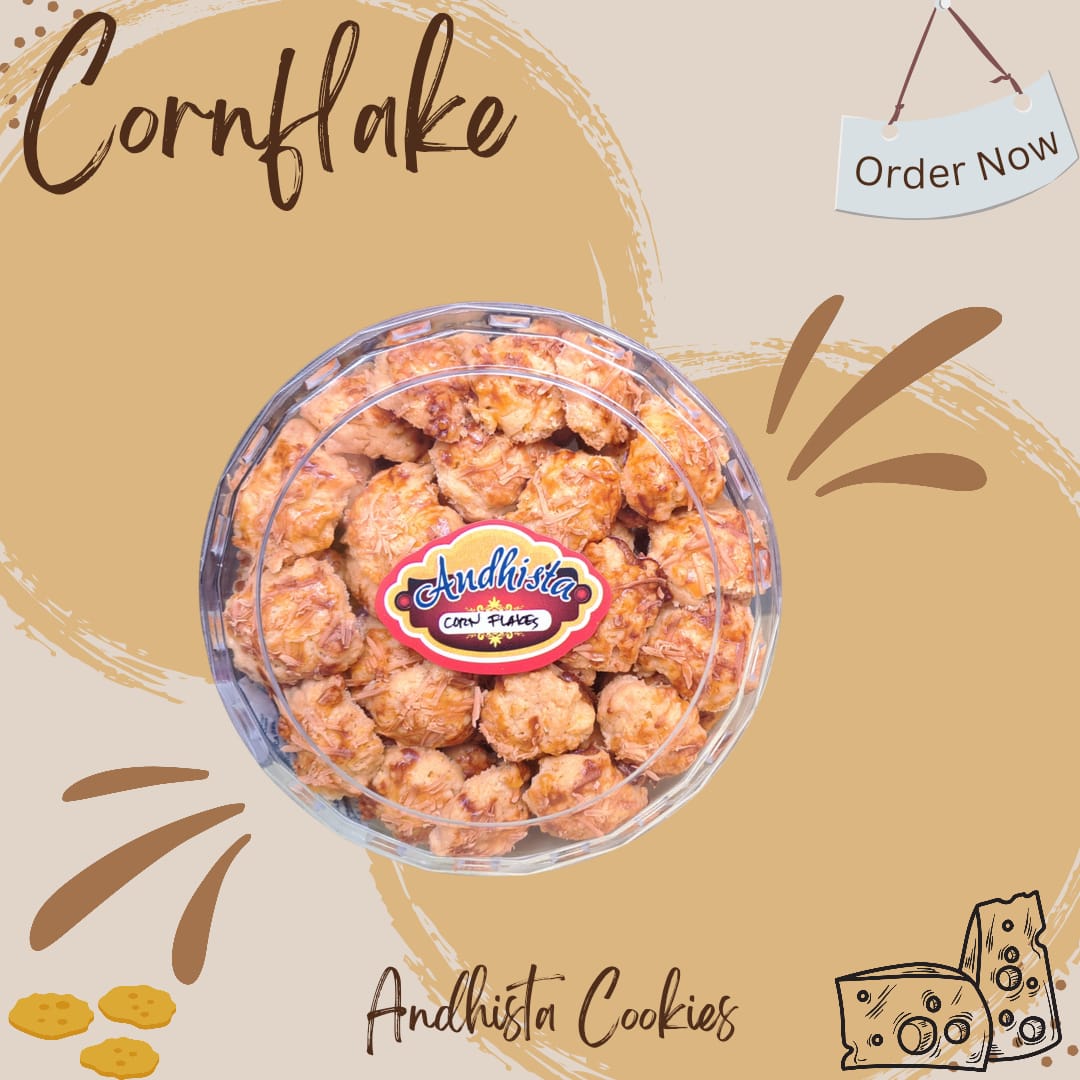 Cornflake
Order Now
Andhista
CORN FLAKES
Andhista Cookies